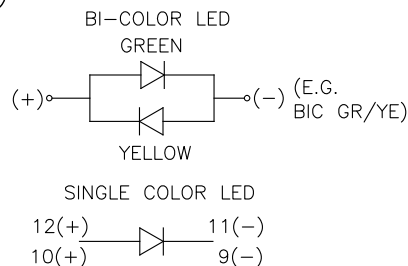 )
BI-COLOR LED
GREEN
(+)
(-)
(E.G.
BIC GR/YE)
YELLOW
SINGLE COLOR LED
12(+)
11(-)
10(+)
9(-)